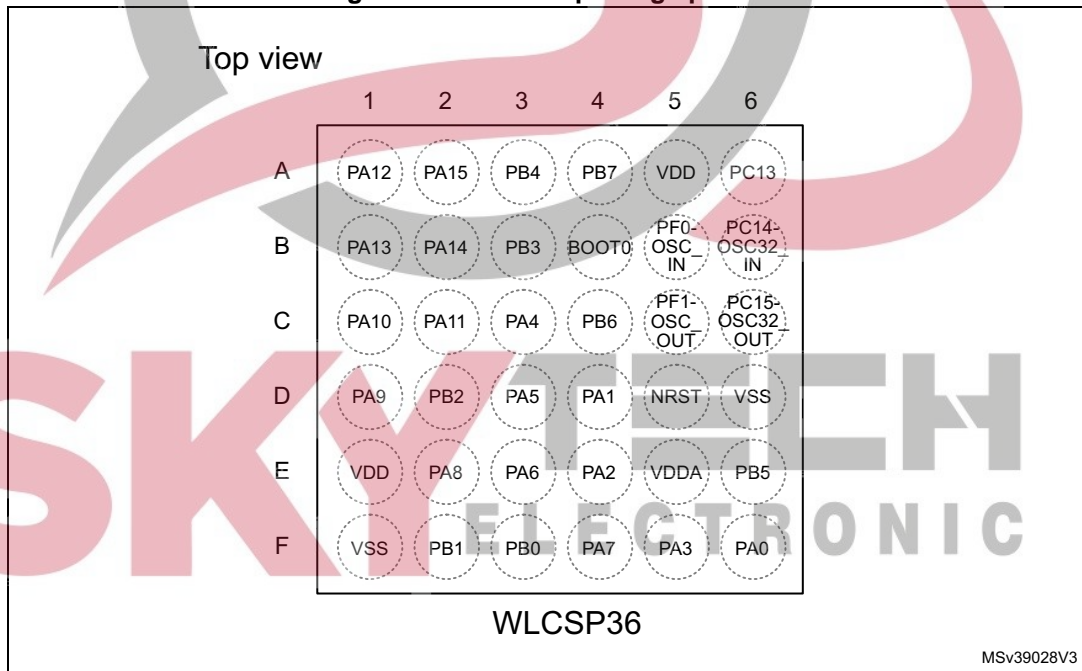 Top view
1 2 3 4 5 6
A PA12 PA15 PB4 PB7 VDD PC13
B PA13 PA14 PB3 BOOT0 PF0-OSC_IN PC14-OSC32_IN
C PA10 PA11 PA4 PB6 PF1-OSC_OUT PC15-OSC32_OUT
D PA9 PB2 PA5 PA1 NRST VSS
E VDD PA8 PA6 PA2 VDDA PB5
F VSS PB1 PB0 PA7 PA3 PA0
WLCSP36
MSv39028V3
SKYTECH
ELECTRONIC